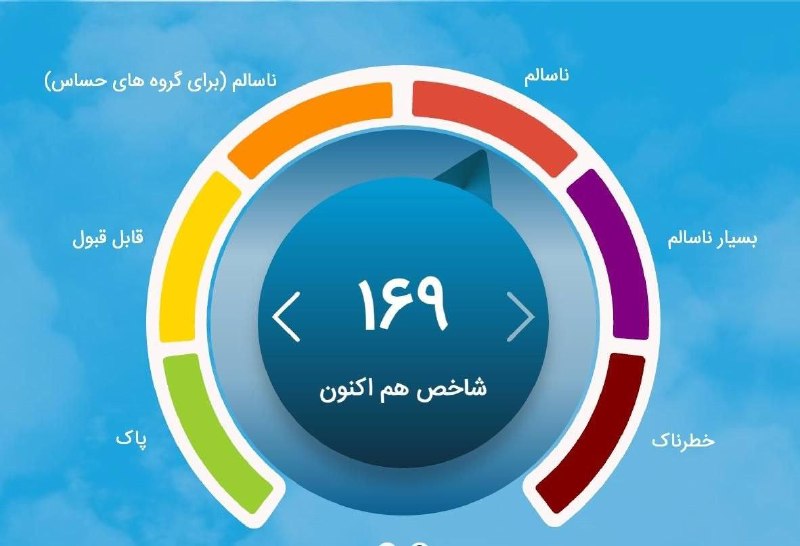 ناسالم
ناسالم (برای گروه های حساس)
قابل قبول
بسیار ناسالم
۱۶۹
شاخص هم اکنون
پاک
خطرناک